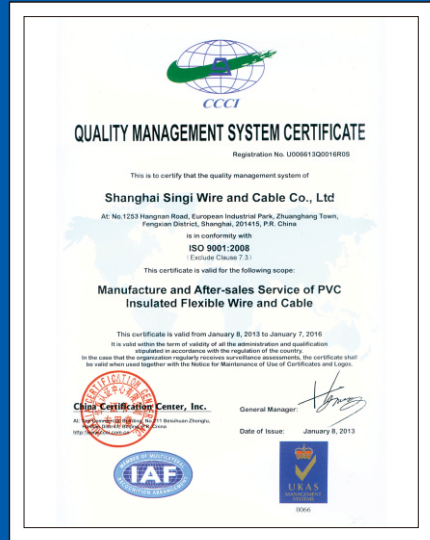 CCCI
QUALITY MANAGEMENT SYSTEM CERTIFICATE
Registration No. U006613Q0016R0S
This is to certify that the quality management system of
Shanghai Singi Wire and Cable Co., Ltd
At: No.1253 Hangnan Road, European Industrial Park, Zhuanghang Town,
Fengxian District, Shanghai, 201415, P.R. China
is in conformity with
ISO 9001:2008
(Exclude Clause 7.3)
This certificate is valid for the following scope:
Manufacture and After-sales Service of PVC
Insulated Flexible Wire and Cable
This certificate is valid from January 8, 2013 to January 7, 2016
It is valid within the term of validity of all the administration and qualification
stipulated in accordance with the regulation of the country.
In the case that the organization regularly receives surveillance assessments, the certificate shall
be valid when used together with the Notice for Maintenance of Use of Certificates and Logos.
China Certification Center, Inc.
General Manager:
Date of Issue: January 8, 2013
MEMBER OF MULTILATERAL
IAF
RECOGNITION ARRANGEMENT
UKAS
MANAGEMENT
SYSTEMS
0066